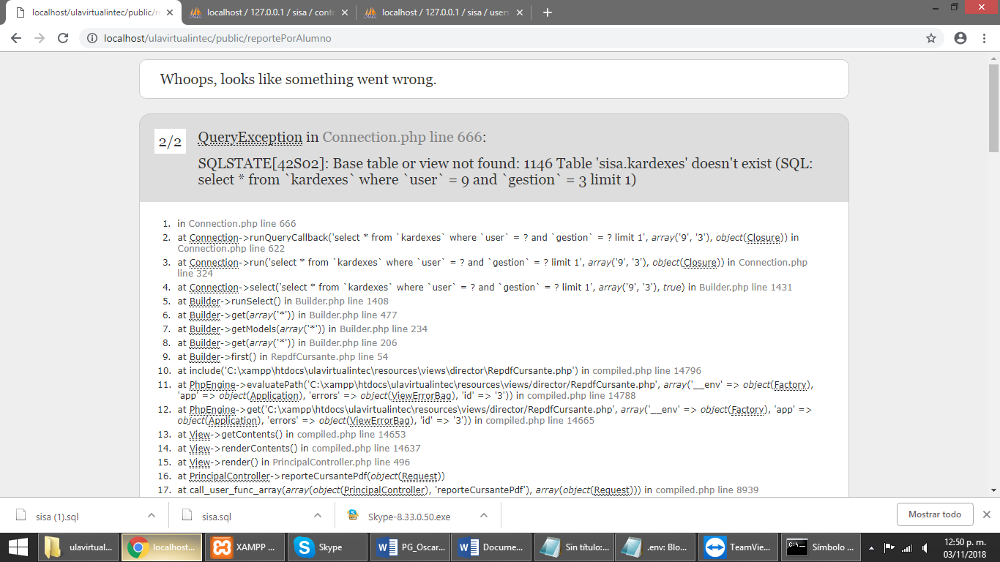 localhost/ulavirtualintec/public/re
localhost / 127.0.0.1 / sisa / contr
localhost / 127.0.0.1 / sisa / users
localhost/ulavirtualintec/public/reportePorAlumno
Whoops, looks like something went wrong.
2/2
QueryException in Connection.php line 666:
SQLSTATE[42S02]: Base table or view not found: 1146 Table 'sisa.kardexes' doesn't exist (SQL:
select * from `kardexes` where `user` = 9 and `gestion` = 3 limit 1)
1. in Connection.php line 666
2. at Connection->runQueryCallback('select * from `kardexes` where `user` = ? and `gestion` = ? limit 1', array('9', '3'), object(Closure)) in
Connection.php line 622
3. at Connection->run('select * from `kardexes` where `user` = ? and `gestion` = ? limit 1', array('9', '3'), object(Closure)) in Connection.php
line 324
4. at Connection->select('select * from `kardexes` where `user` = ? and `gestion` = ? limit 1', array('9', '3'), true) in Builder.php line 1431
5. at Builder->runSelect() in Builder.php line 1408
6. at Builder->get(array('*')) in Builder.php line 477
7. at Builder->getModels(array('*')) in Builder.php line 234
8. at Builder->get(array('*')) in Builder.php line 206
9. at Builder->first() in RepdfCursante.php line 54
10. at include('C:\xampp\htdocs\ulavirtualintec\resources\views\director\RepdfCursante.php') in compiled.php line 14796
11. at PhpEngine->evaluatePath('C:\xampp\htdocs\ulavirtualintec\resources\views/director/RepdfCursante.php', array('__env' => object(Factory),
'app' => object(Application), 'errors' => object(ViewErrorBag), 'id' => '3')) in compiled.php line 14788
12. at PhpEngine->get('C:\xampp\htdocs\ulavirtualintec\resources\views/director/RepdfCursante.php', array('__env' => object(Factory), 'app' =>
object(Application), 'errors' => object(ViewErrorBag), 'id' => '3')) in compiled.php line 14665
13. at View->getContents() in compiled.php line 14653
14. at View->renderContents() in compiled.php line 14637
15. at View->render() in PrincipalController.php line 496
16. at PrincipalController->reporteCursantePdf(object(Request))
17. at call_user_func_array(array(object(PrincipalController), 'reporteCursantePdf'), array(object(Request))) in compiled.php line 8939
sisa (1).sql
sisa.sql
Skype-8.33.0.50.exe
Mostrar todo
ulavirtual...
localhost...
XAMPP ...
Skype
PG_Oscar...
Docume...
Sin título:...
.env: Blo...
TeamVie...
Símbolo ...
12:50 p. m.
03/11/2018